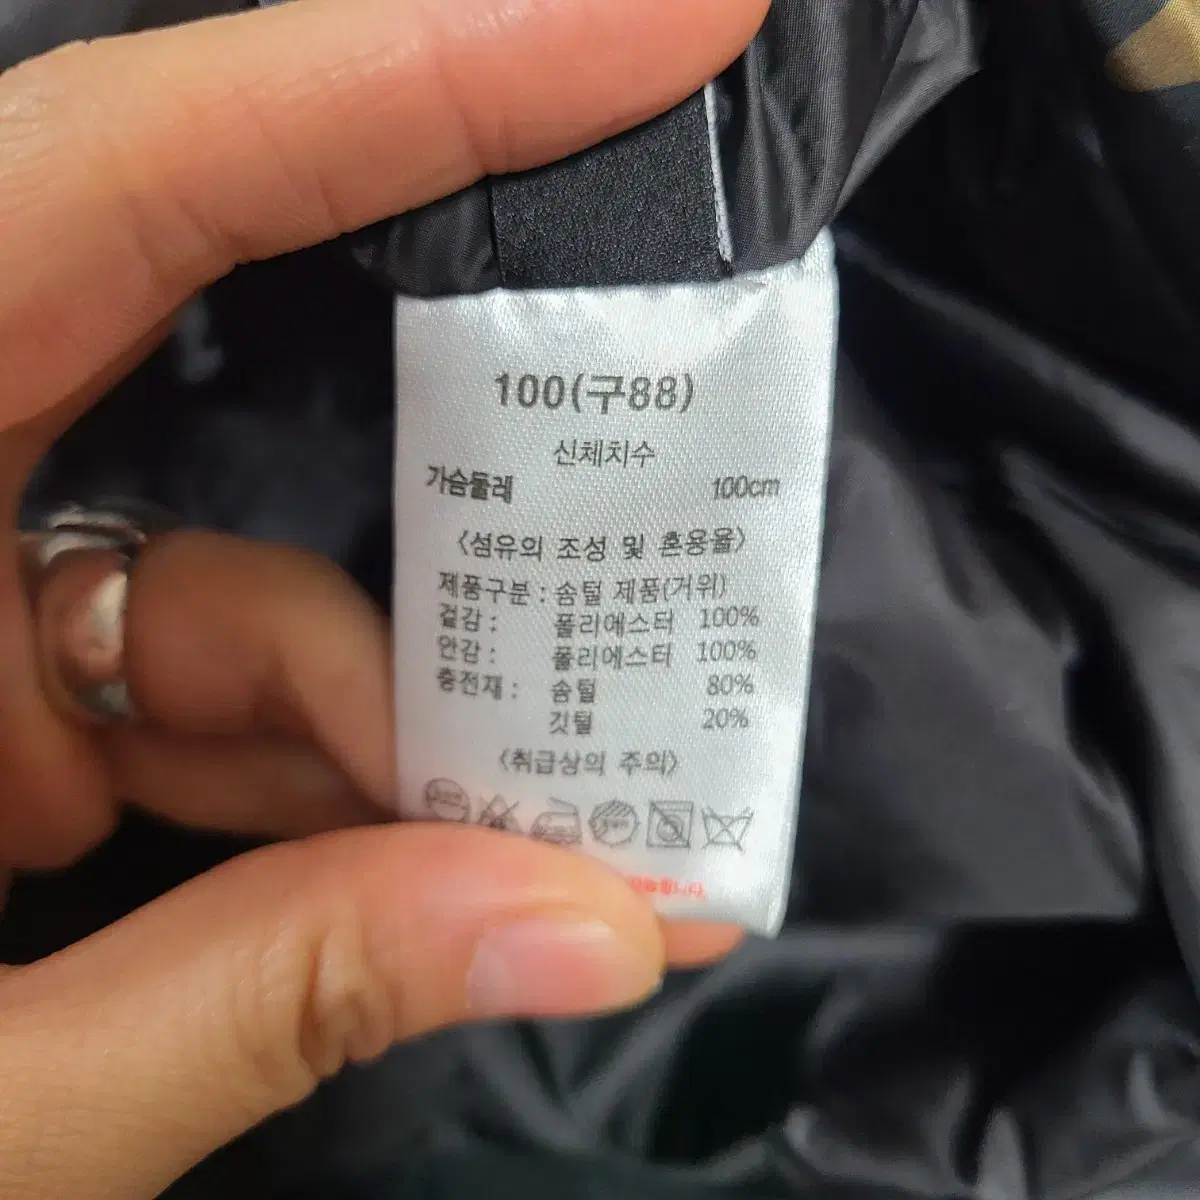 100(구88)
신체치수
가슴둘레 100cm
<섬유의 조성 및 혼용율>
제품구분 : 솜털 제품(거위)
겉감 : 폴리에스터 100%
안감 : 폴리에스터 100%
충전재 : 솜털 80%
깃털 20%
<취급상의 주의>